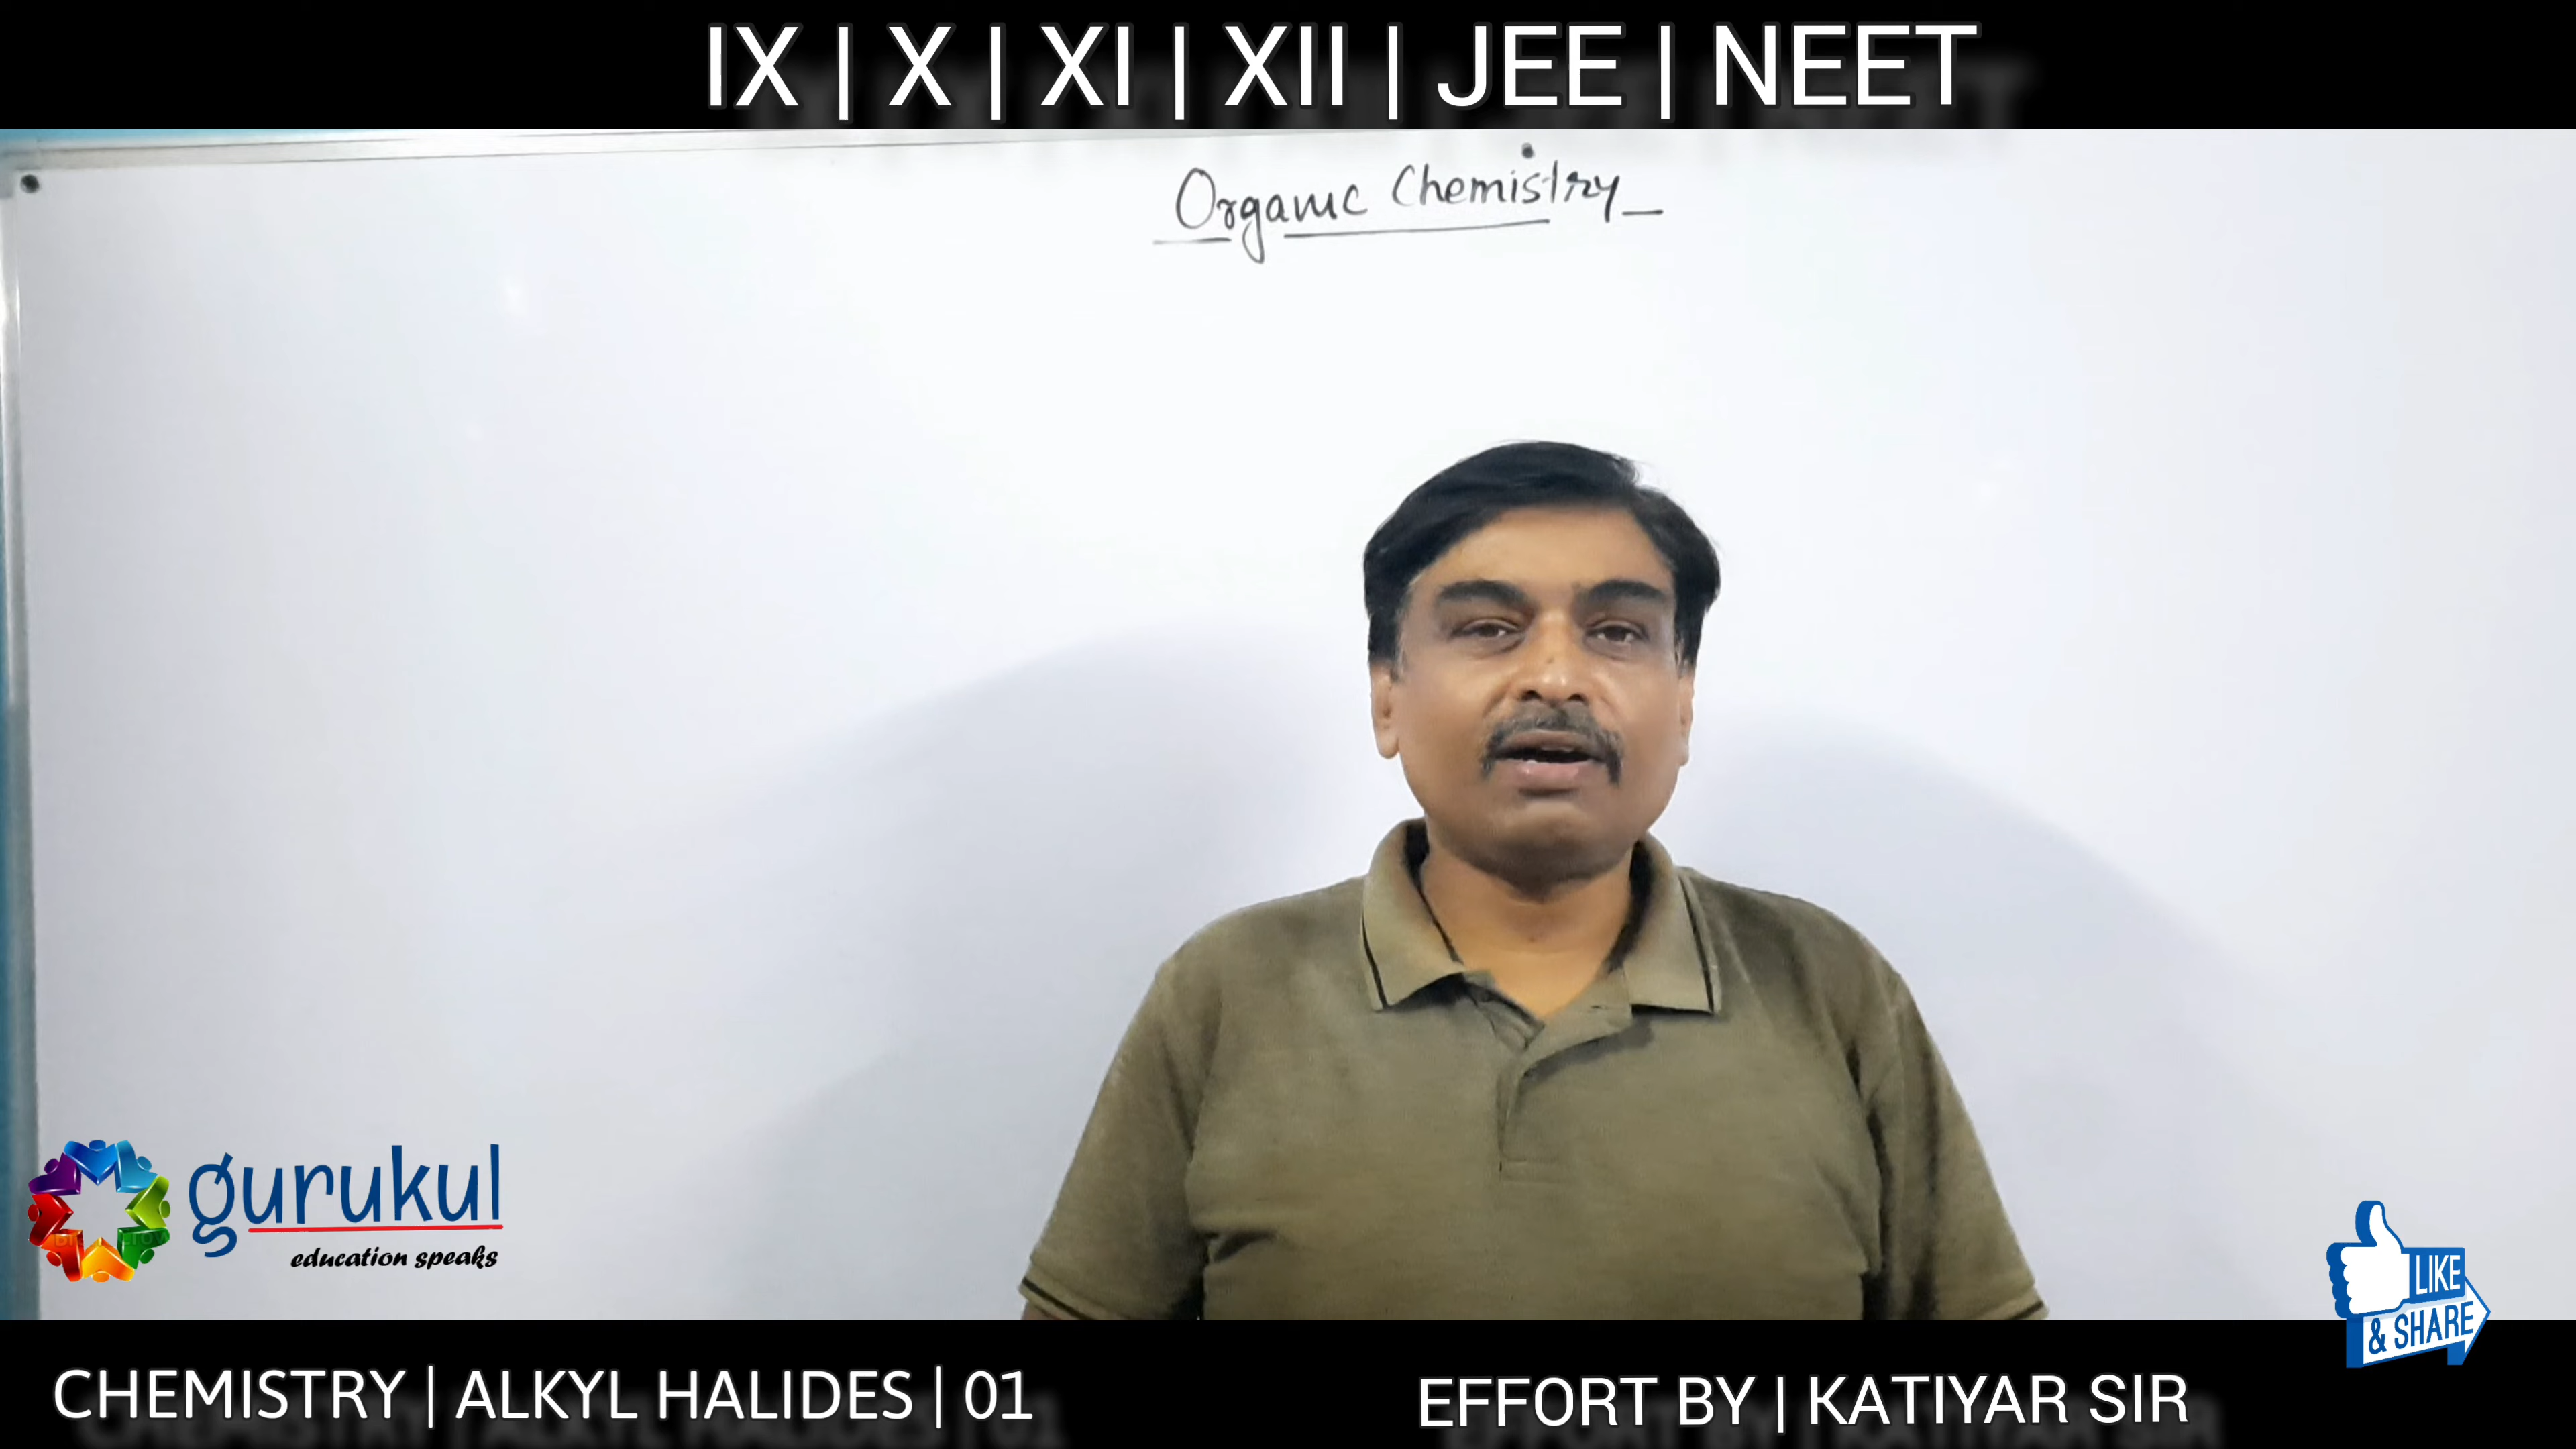 IX | X | XI | XII | JEE | NEET
Organic Chemistry
gurukul
education speaks
LIKE
& SHARE
CHEMISTRY | ALKYL HALIDES | 01
EFFORT BY | KATIYAR SIR